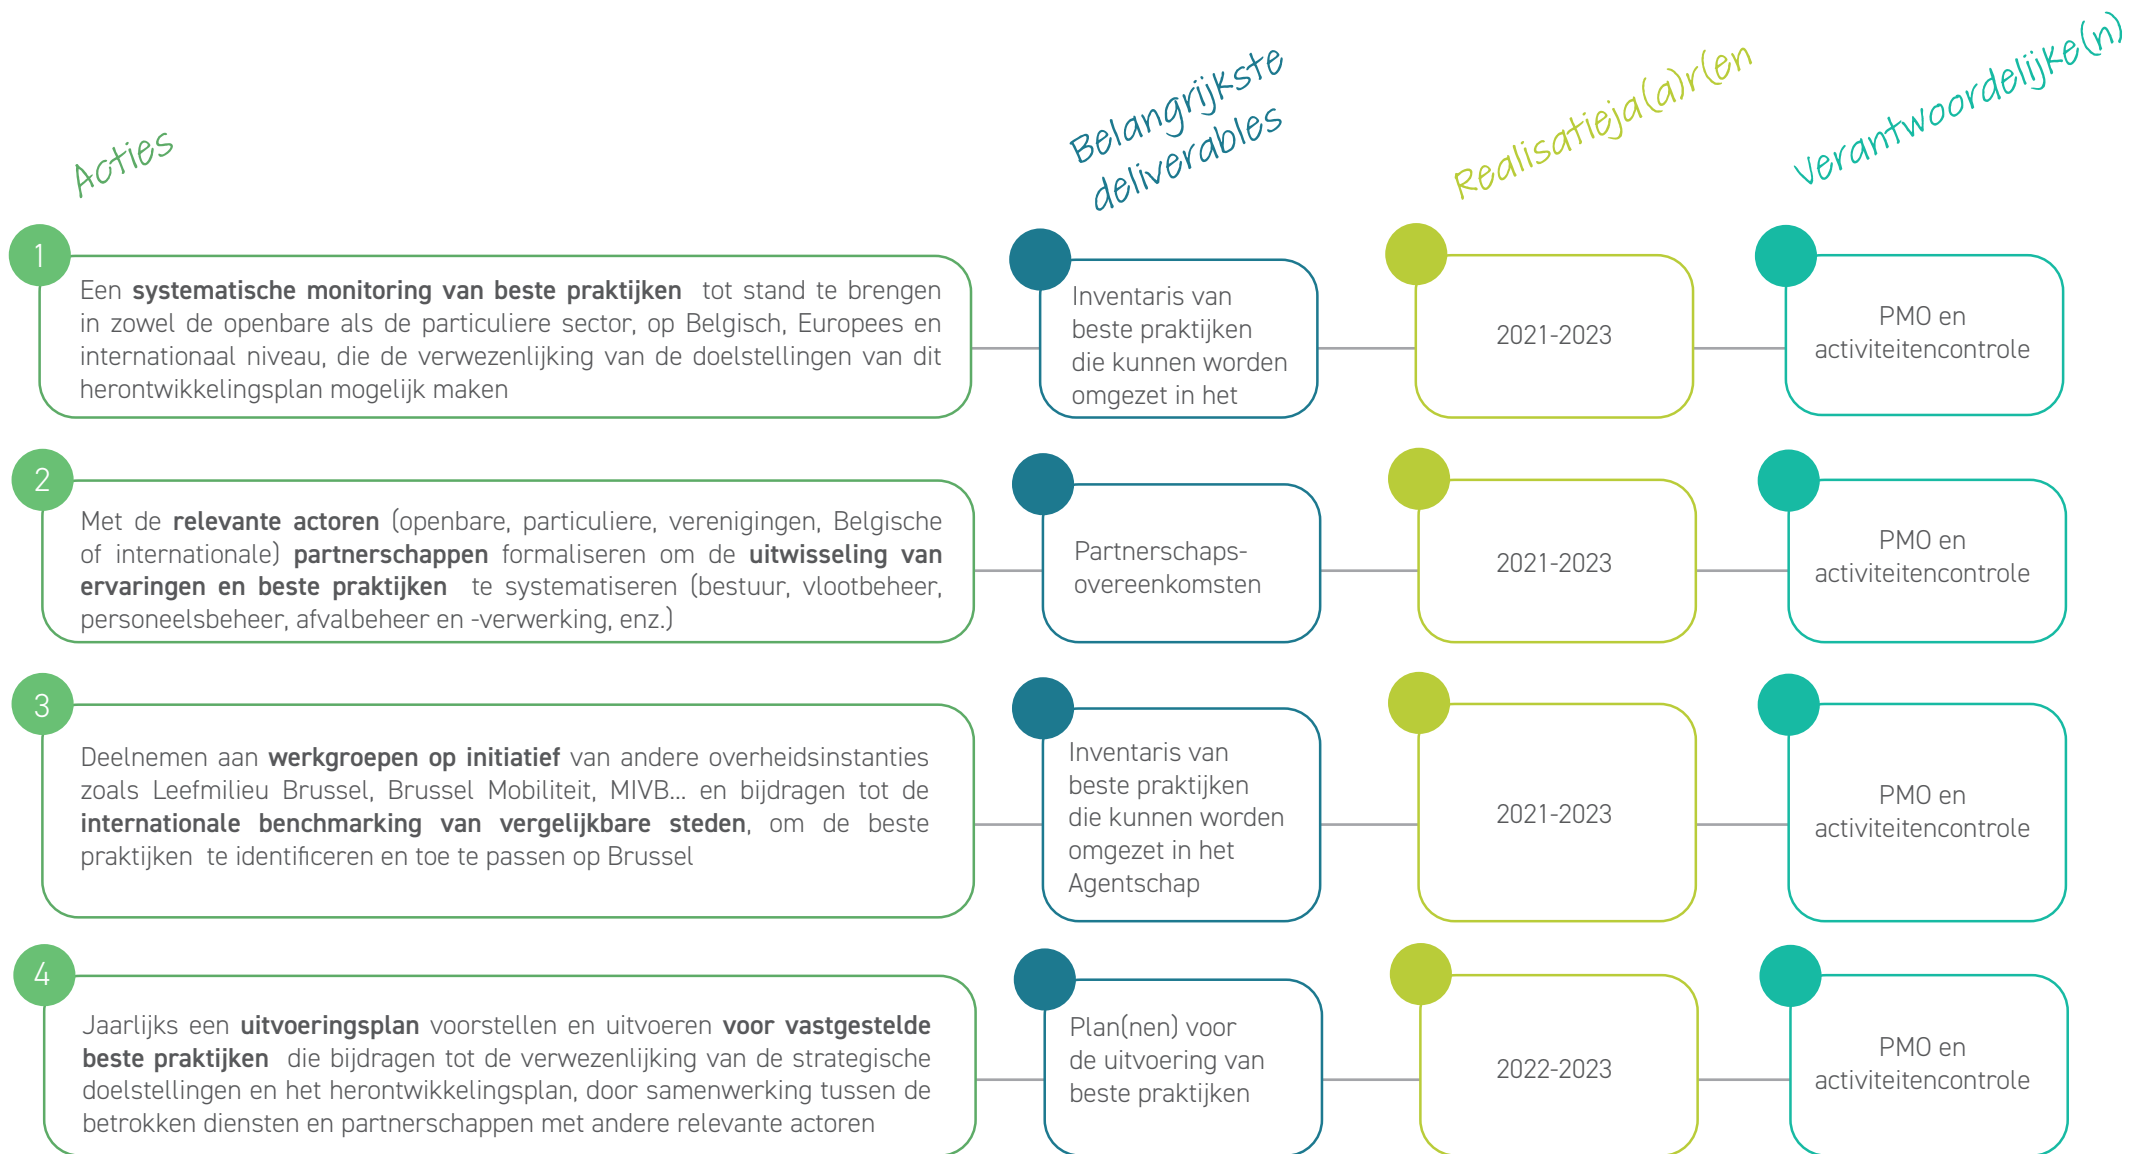 Acties
Belangrijkste
deliverables
Realisatieja(a)r(en
Verantwoordelijke(n)
1
Een systematische monitoring van beste praktijken tot stand te brengen
in zowel de openbare als de particuliere sector, op Belgisch, Europees en
internationaal niveau, die de verwezenlijking van de doelstellingen van dit
herontwikkelingsplan mogelijk maken
Inventaris van
beste praktijken
die kunnen worden
omgezet in het
2021-2023
PMO en
activiteitencontrole
2
Met de relevante actoren (openbare, particuliere, verenigingen, Belgische
of internationale) partnerschappen formaliseren om de uitwisseling van
ervaringen en beste praktijken te systematiseren (bestuur, vlootbeheer,
personeelsbeheer, afvalbeheer en -verwerking, enz.)
Partnerschaps-
overeenkomsten
2021-2023
PMO en
activiteitencontrole
3
Deelnemen aan werkgroepen op initiatief van andere overheidsinstanties
zoals Leefmilieu Brussel, Brussel Mobiliteit, MIVB... en bijdragen tot de
internationale benchmarking van vergelijkbare steden, om de beste
praktijken te identificeren en toe te passen op Brussel
Inventaris van
beste praktijken
die kunnen worden
omgezet in het
Agentschap
2021-2023
PMO en
activiteitencontrole
4
Jaarlijks een uitvoeringsplan voorstellen en uitvoeren voor vastgestelde
beste praktijken die bijdragen tot de verwezenlijking van de strategische
doelstellingen en het herontwikkelingsplan, door samenwerking tussen de
betrokken diensten en partnerschappen met andere relevante actoren
Plan(nen) voor
de uitvoering van
beste praktijken
2022-2023
PMO en
activiteitencontrole